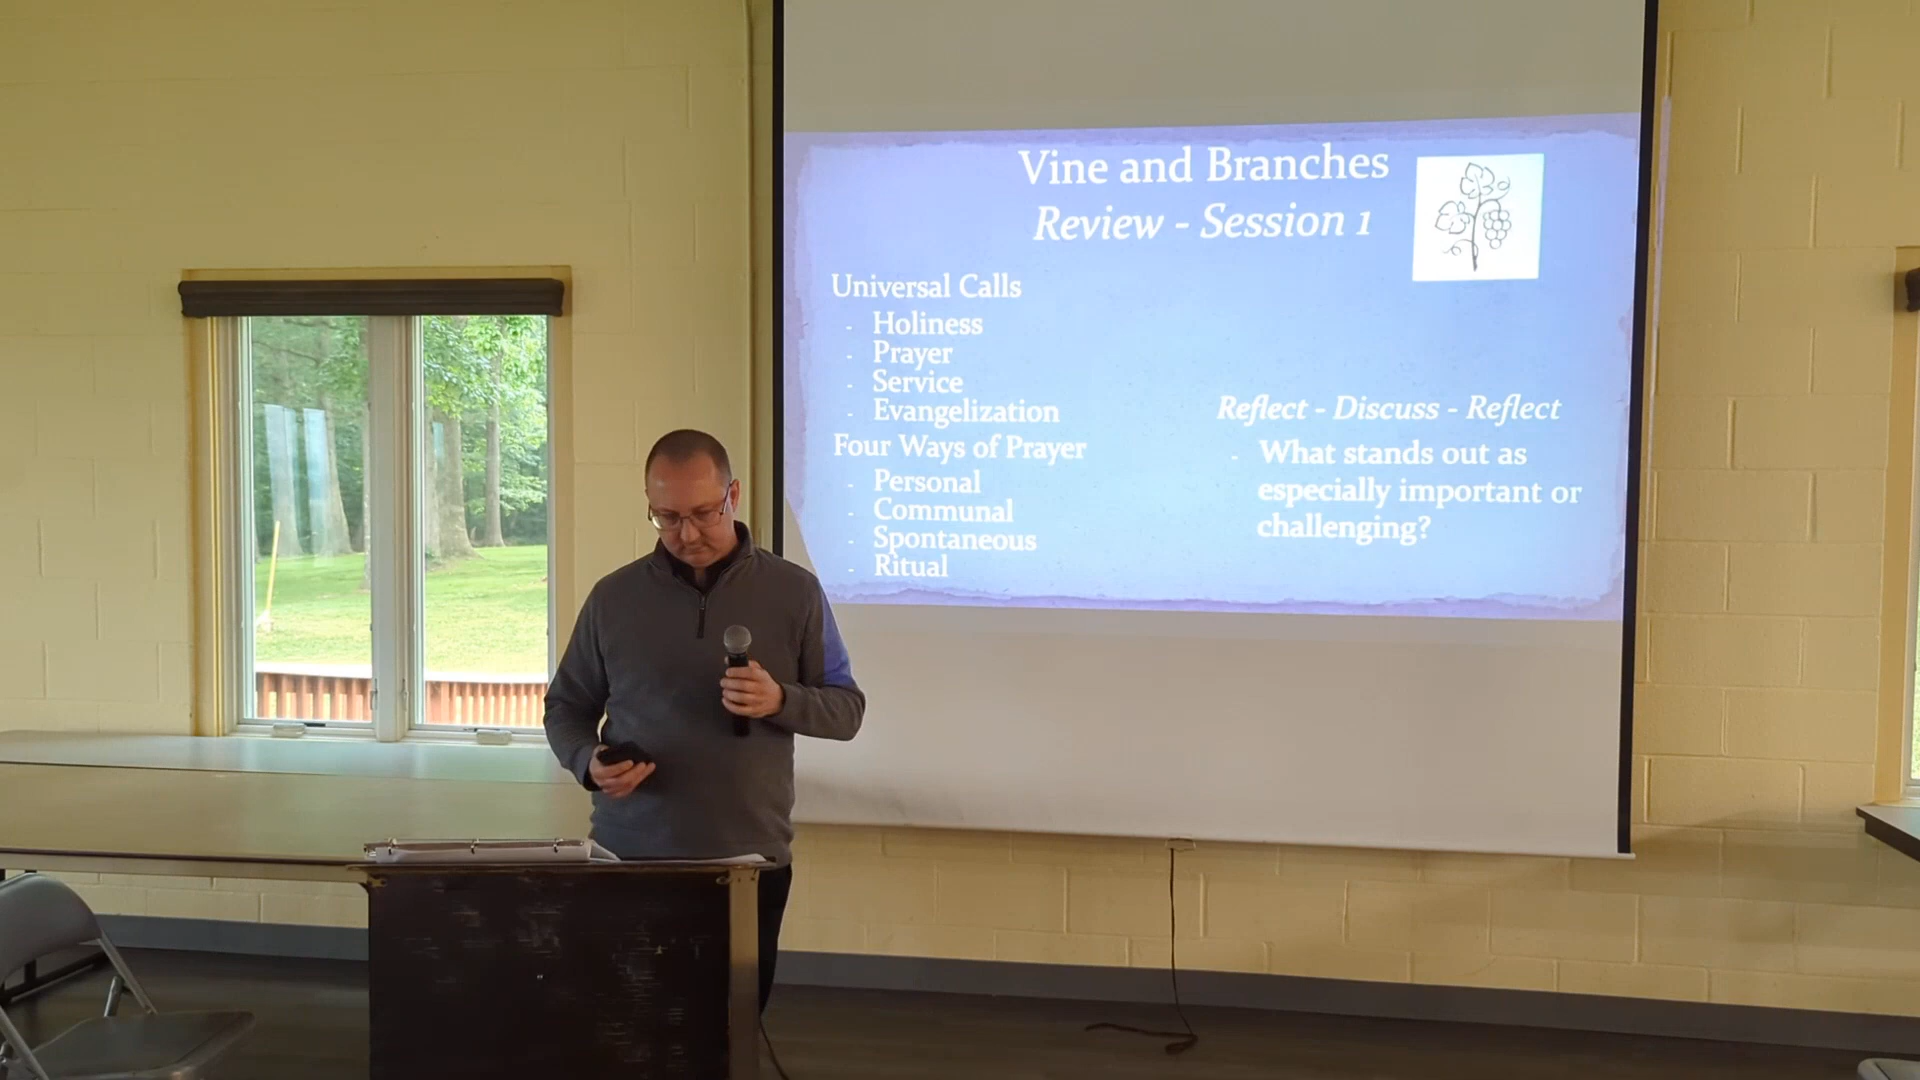 Vine and Branches
Review - Session 1
Universal Calls
- Holiness
- Prayer
- Service
- Evangelization
Four Ways of Prayer
- Personal
- Communal
- Spontaneous
- Ritual
Reflect - Discuss - Reflect
- What stands out as
especially important or
challenging?